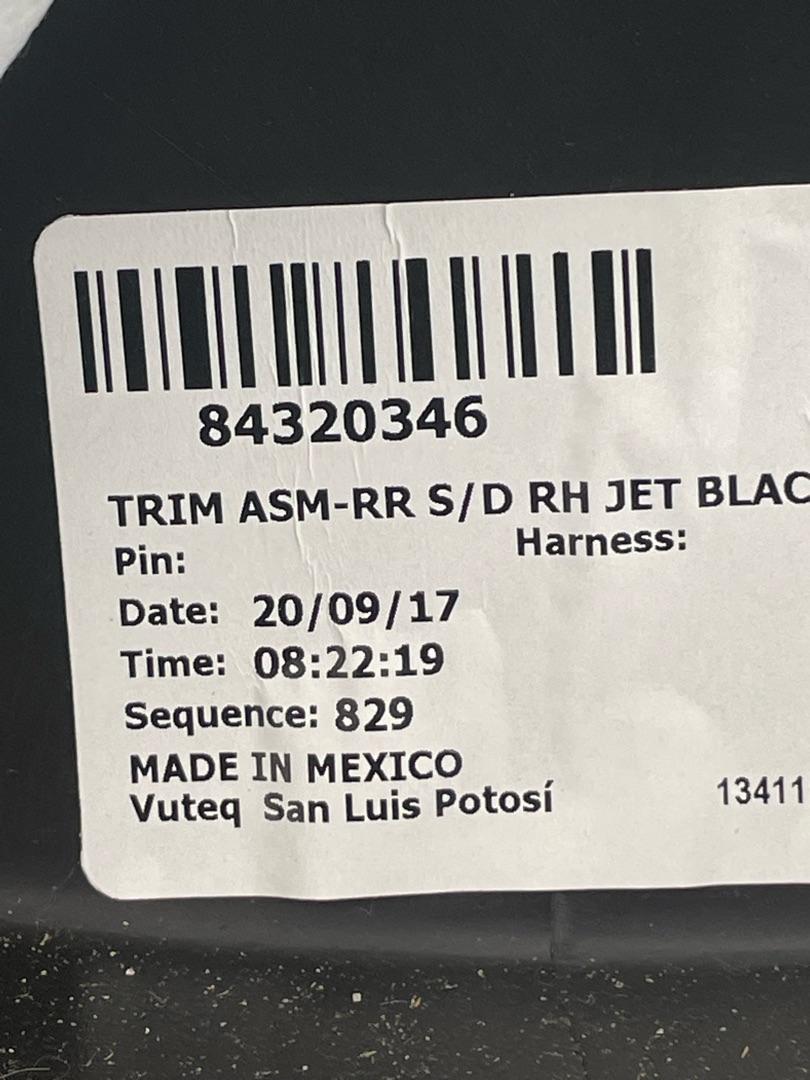 84320346
TRIM ASM-RR S/D RH JET BLAC
Pin:
Harness:
Date: 20/09/17
Time: 08:22:19
Sequence: 829
MADE IN MEXICO
Vuteq San Luis Potosí
13411